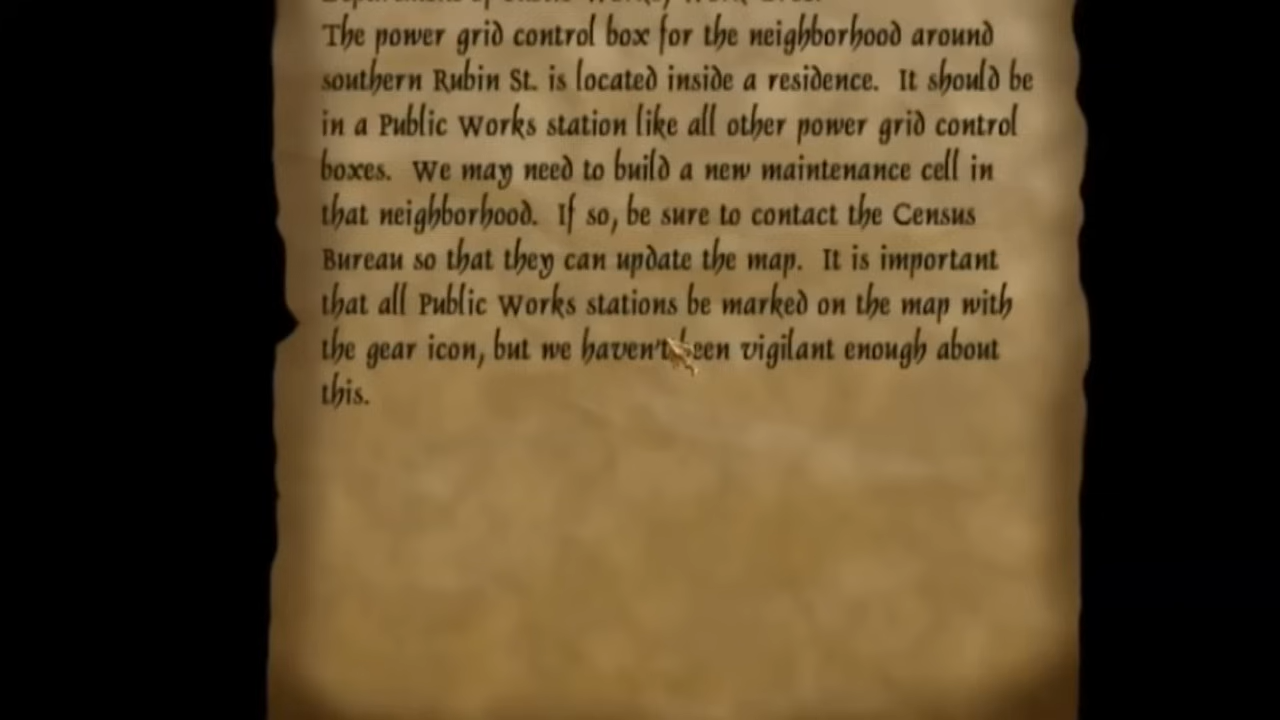 The power grid control box for the neighborhood around
southern Rubin St. is located inside a residence. It should be
in a Public Works station like all other power grid control
boxes. We may need to build a new maintenance cell in
that neighborhood. If so, be sure to contact the Census
Bureau so that they can update the map. It is important
that all Public Works stations be marked on the map with
the gear icon, but we haven't been vigilant enough about
this.